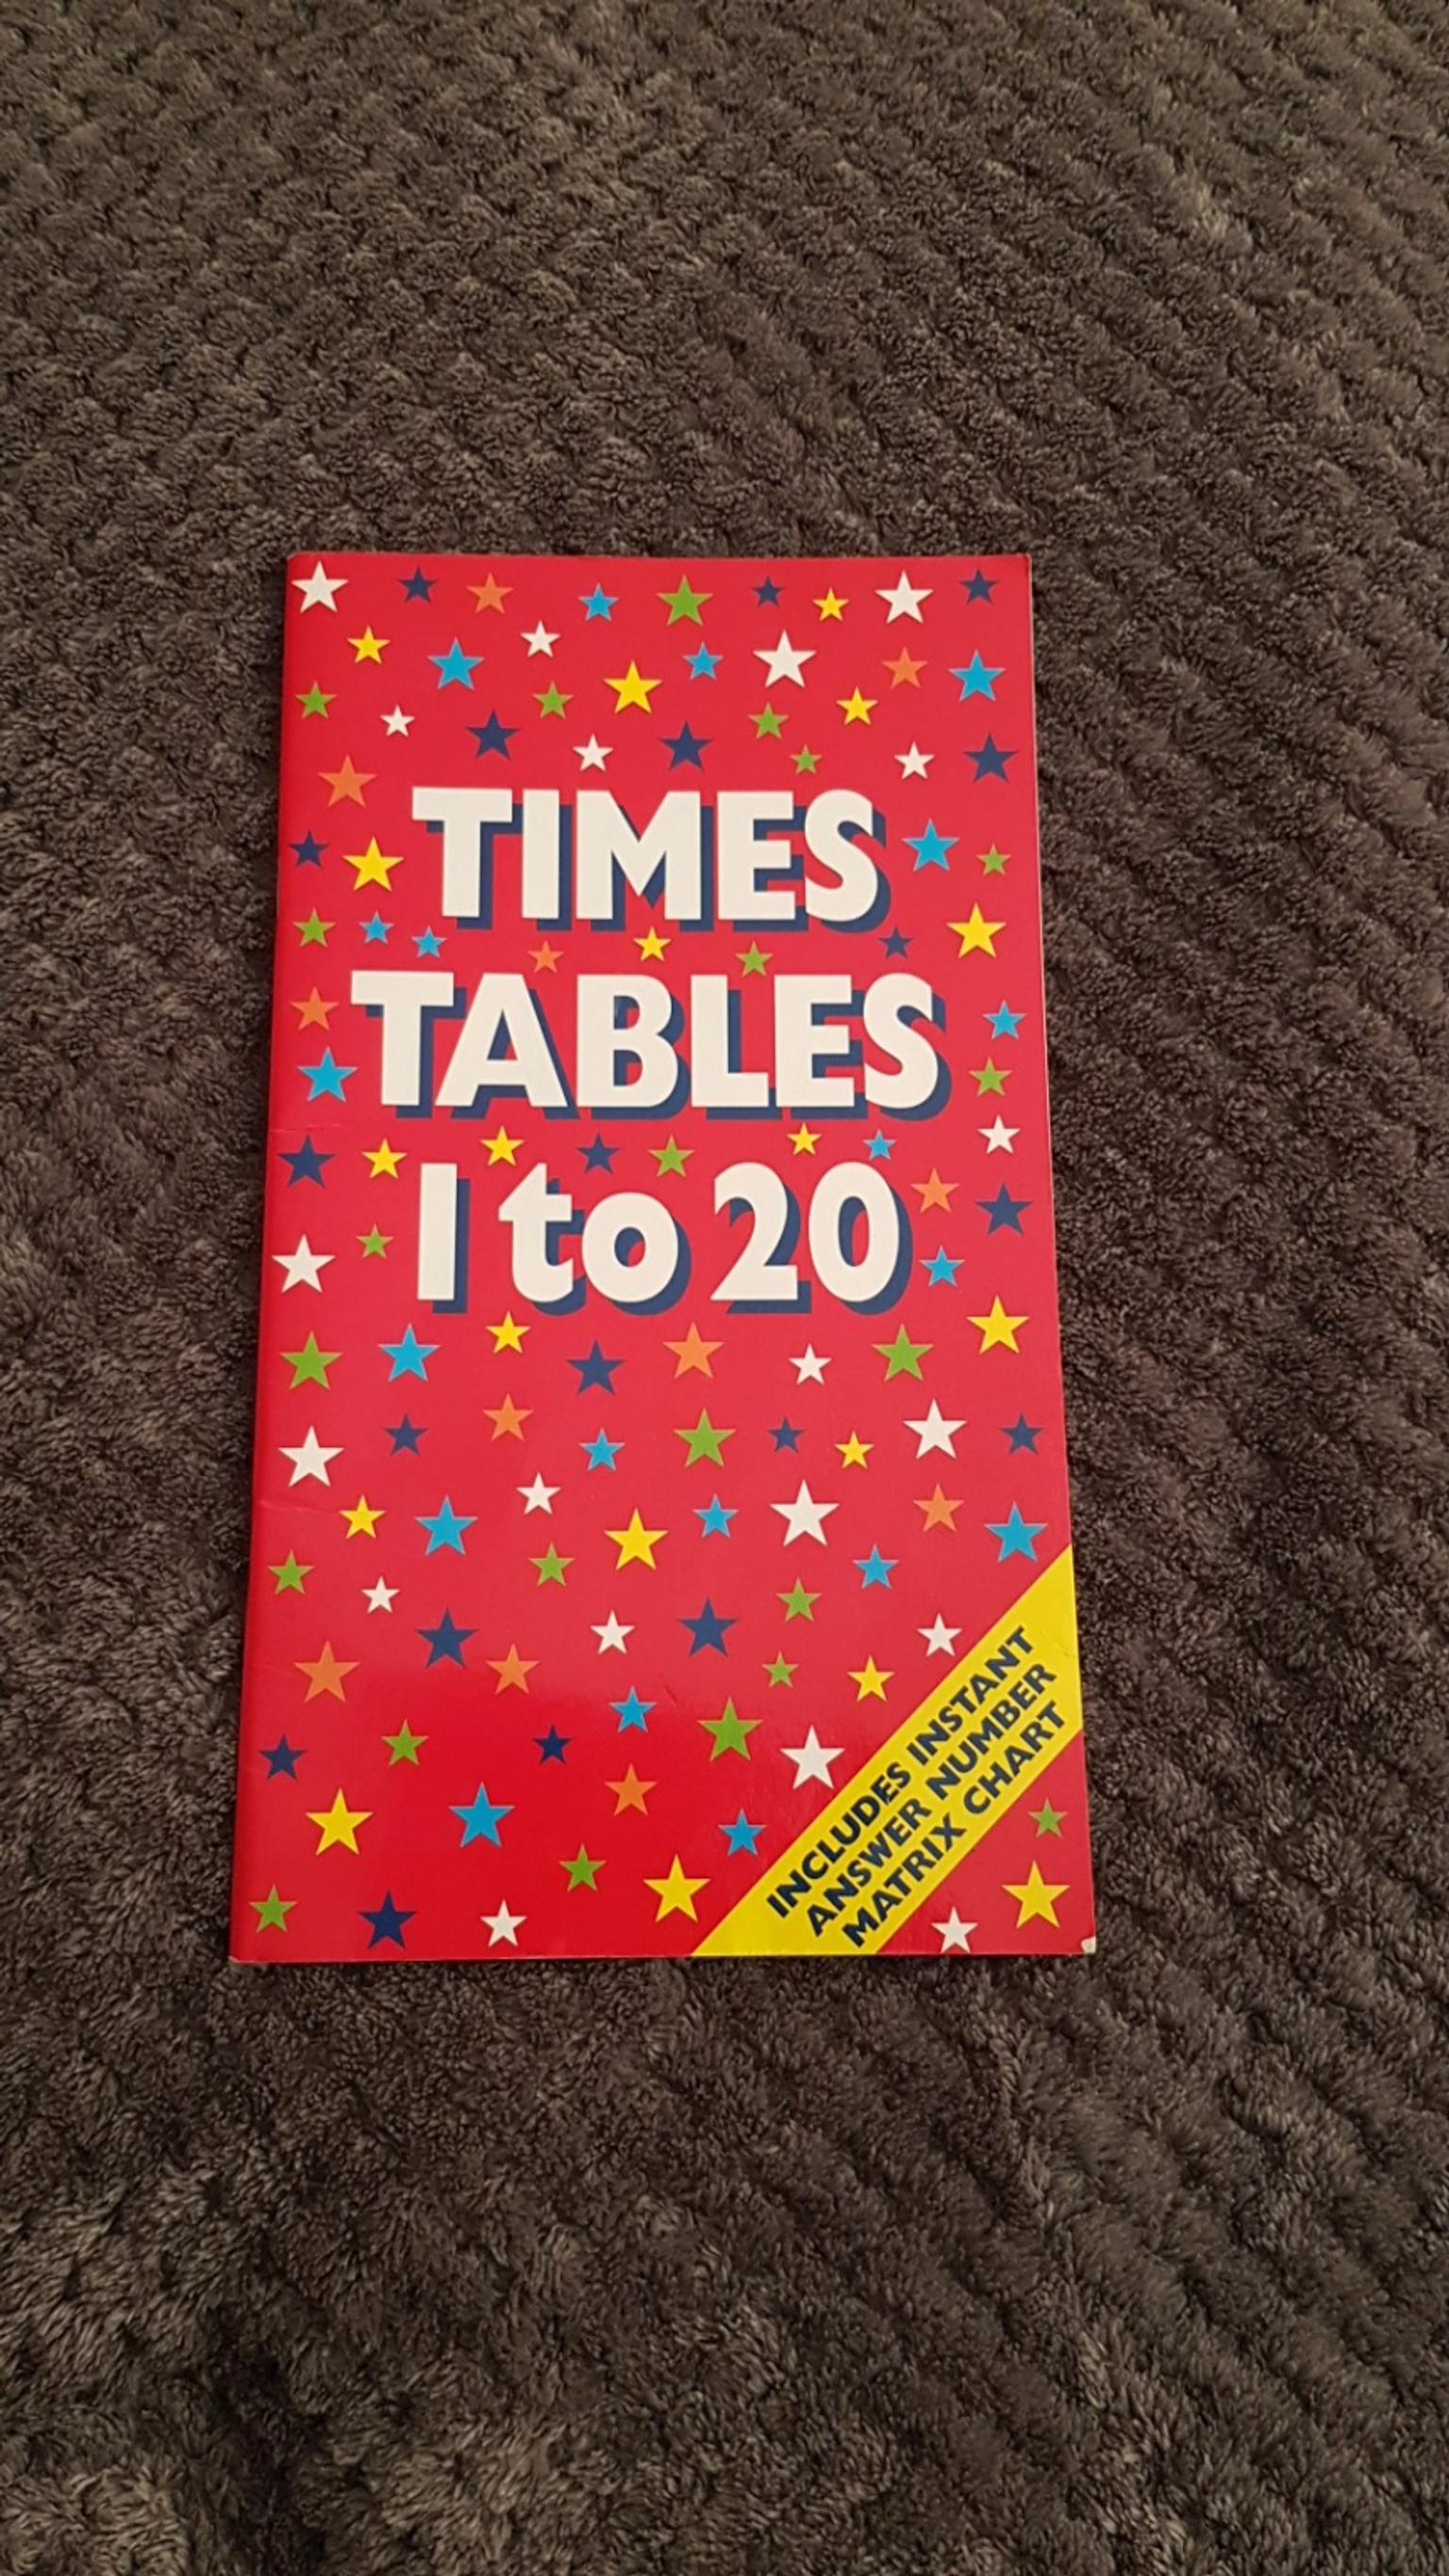 TIMES
TABLES
1 to 20
INCLUDES INSTANT
ANSWER NUMBER
MATRIX CHART